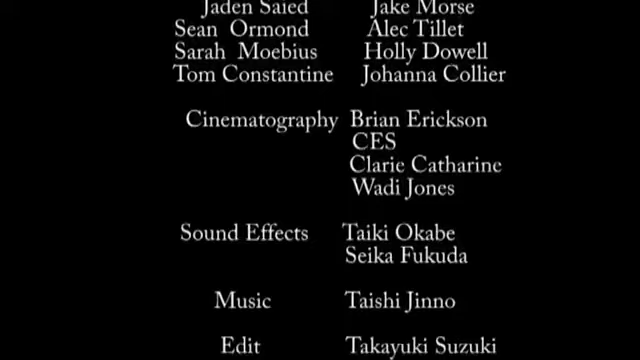 Jaden Saied Jake Morse
Sean Ormond Alec Tillet
Sarah Moebius Holly Dowell
Tom Constantine Johanna Collier
Cinematography Brian Erickson
CES
Clarie Catharine
Wadi Jones
Sound Effects Taiki Okabe
Seika Fukuda
Music Taishi Jinno
Edit Takayuki Suzuki